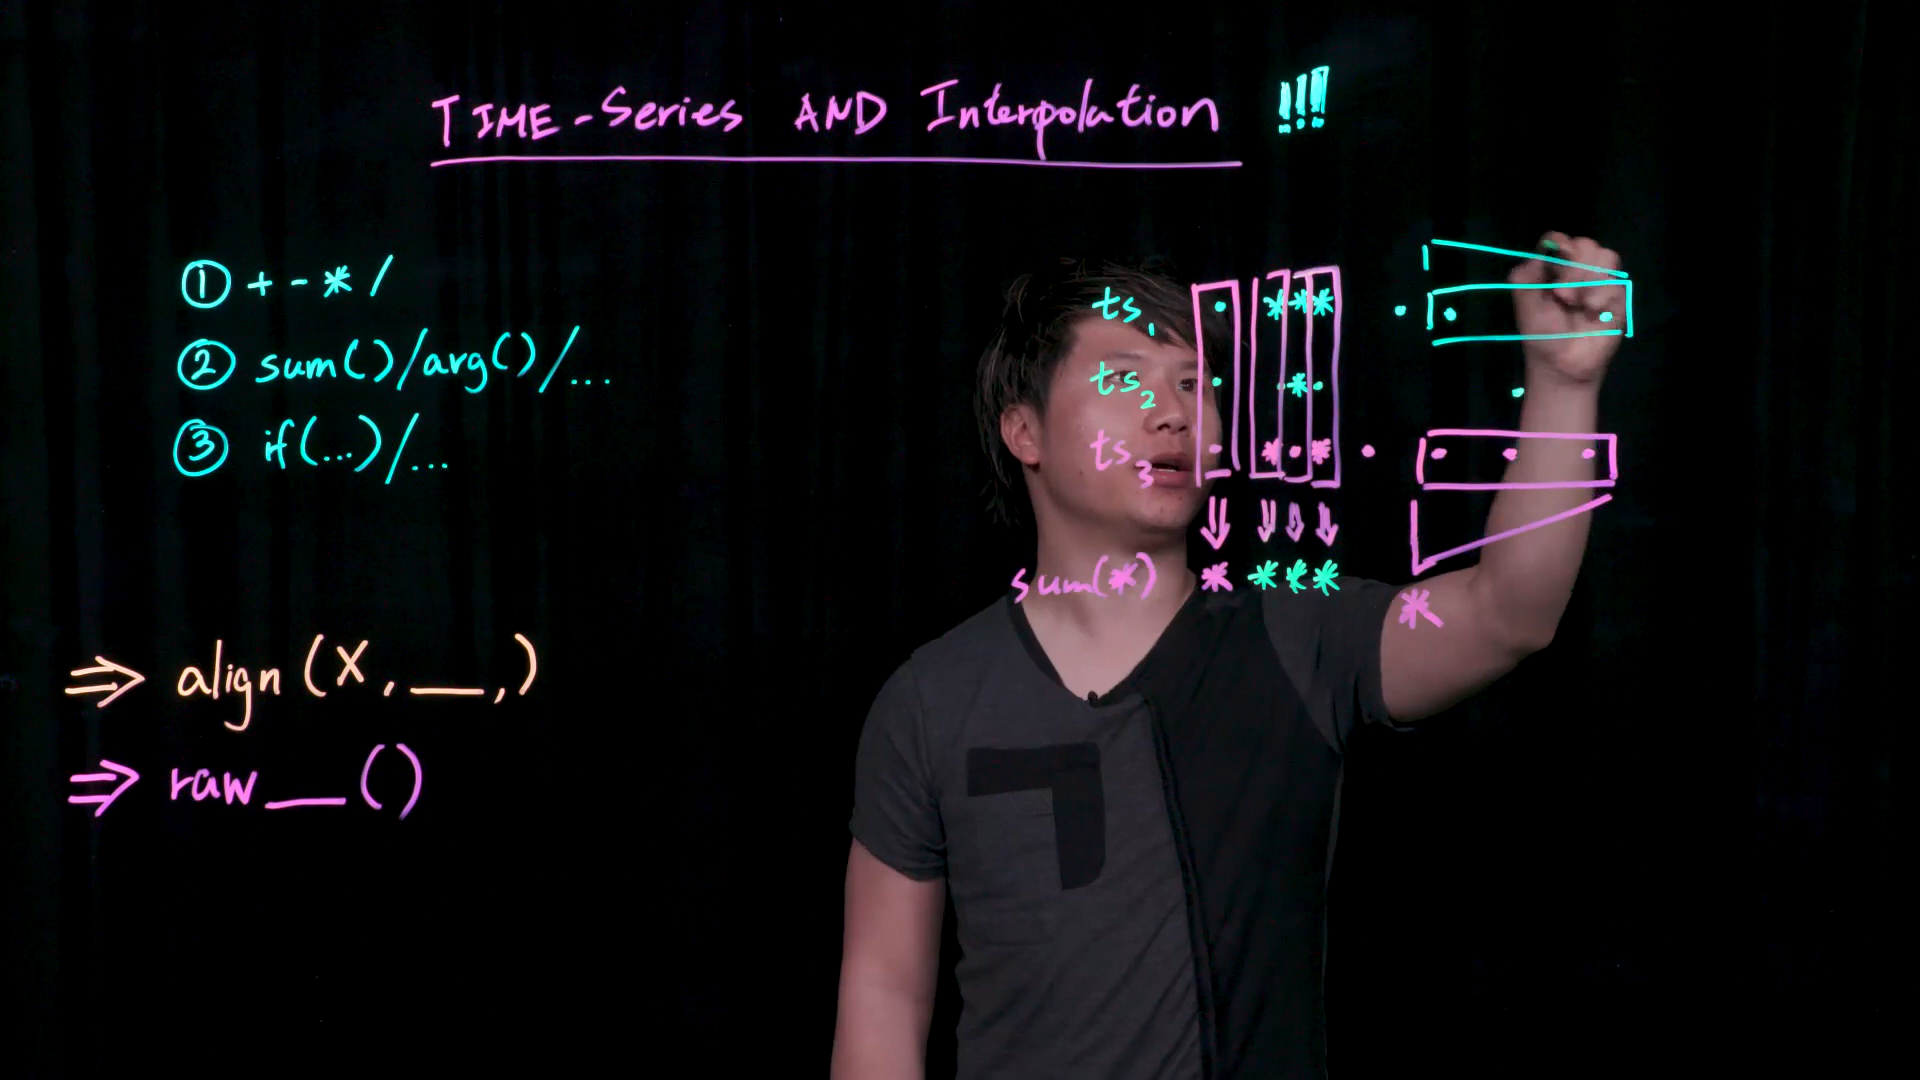 TIME-Series AND Interpolation !!!
① + - * /
② sum()/arg()/...
③ if(...)/...
⇒ align (X, __,)
⇒ raw__()
ts1 . * * *
ts2 . . * .
ts3 . * . *
sum(*) * * * * *